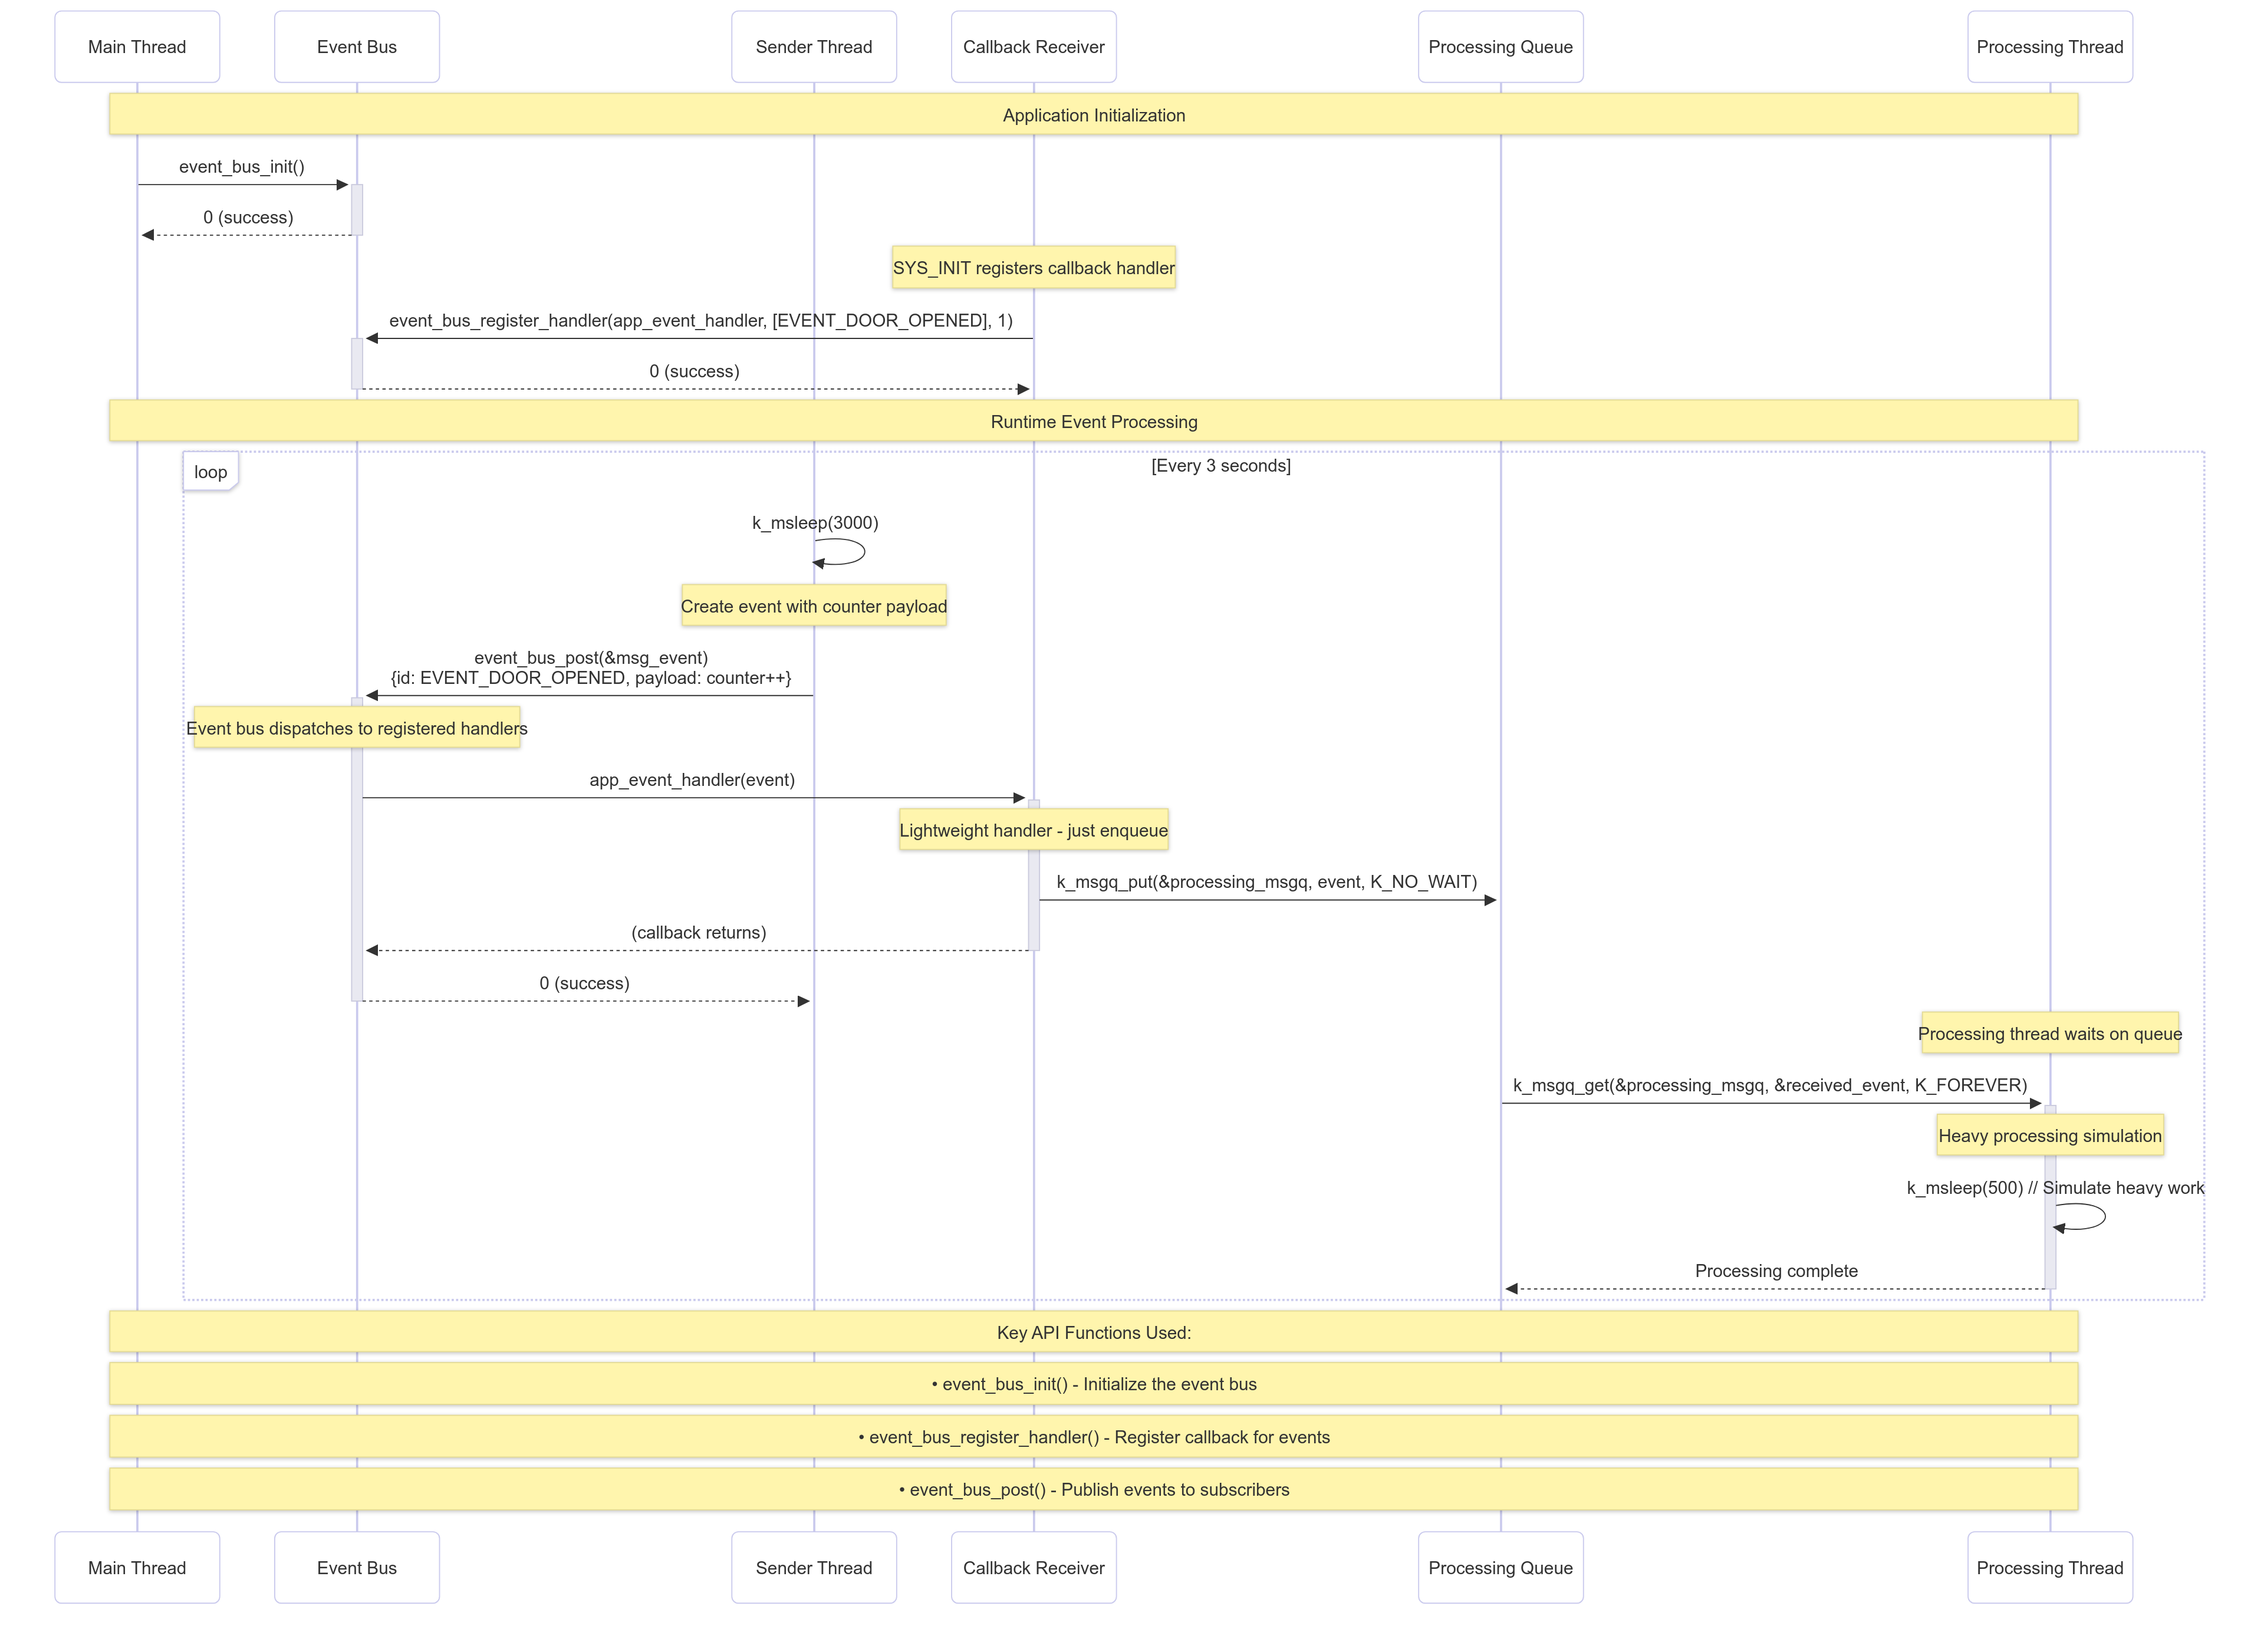 Main Thread
Event Bus
Sender Thread
Callback Receiver
Processing Queue
Processing Thread
Application Initialization
event_bus_init()
0 (success)
SYS_INIT registers callback handler
event_bus_register_handler(app_event_handler, [EVENT_DOOR_OPENED], 1)
0 (success)
Runtime Event Processing
loop
[Every 3 seconds]
k_msleep(3000)
Create event with counter payload
event_bus_post(&msg_event)
{id: EVENT_DOOR_OPENED, payload: counter++}
Event bus dispatches to registered handlers
app_event_handler(event)
Lightweight handler - just enqueue
k_msgq_put(&processing_msgq, event, K_NO_WAIT)
(callback returns)
0 (success)
Processing thread waits on queue
k_msgq_get(&processing_msgq, &received_event, K_FOREVER)
Heavy processing simulation
k_msleep(500) // Simulate heavy work
Processing complete
Key API Functions Used:
• event_bus_init() - Initialize the event bus
• event_bus_register_handler() - Register callback for events
• event_bus_post() - Publish events to subscribers
Main Thread
Event Bus
Sender Thread
Callback Receiver
Processing Queue
Processing Thread